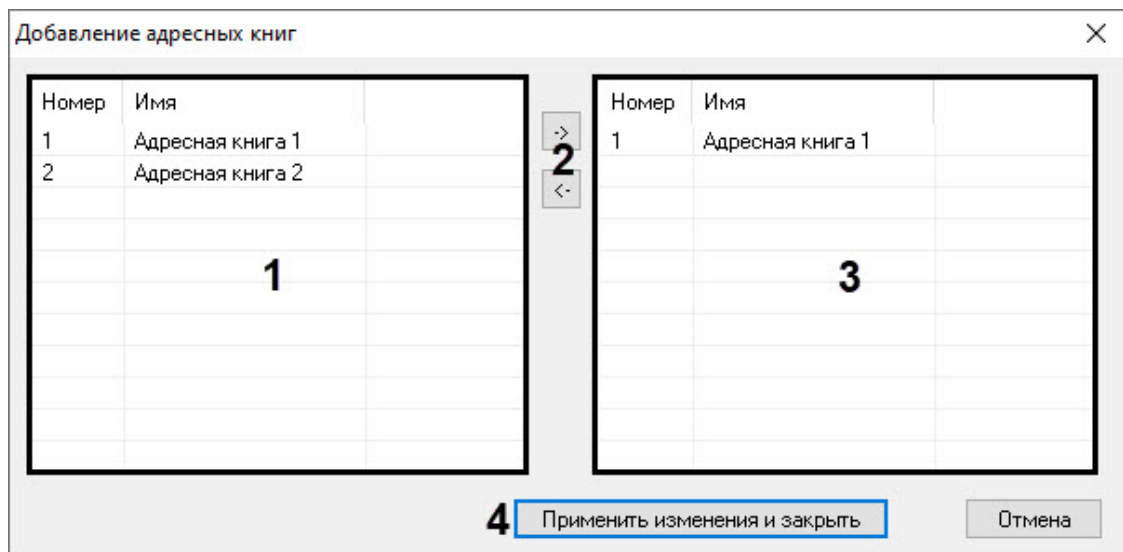 Добавление адресных книг
Номер Имя Номер Имя
1 Адресная книга 1 -> 1 Адресная книга 1
2
2 Адресная книга 2 <-
1 3
4 Применить изменения и закрыть Отмена